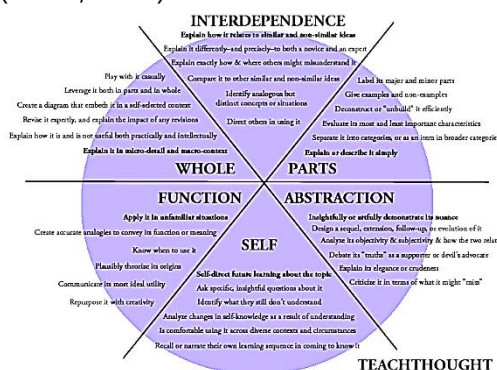 INTERDEPENDENCE
Explain how it relates to similar and non-similar ideas
Explain it differently–and precisely–to both a novice and an expert
Explain exactly how & where others might misunderstand it
Compare it to other similar and non-similar ideas
Identify analogous but
distinct concepts or situations
Direct others in using it
Play with it casually
Leverage it both in parts and in whole
Create a diagram that embeds it in a self-selected context
Revise it expertly, and explain the impact of any revisions
Explain how it is and is not useful both practically and intellectually
Explain it in micro-detail and macro-context
WHOLE
Label its major and minor parts
Give examples and non-examples
Deconstruct or "unbuild" it efficiently
Evaluate its most and least important characteristics
Separate it into categories, or as an item in broader categorie
Explain or describe it simply
PARTS
FUNCTION
Apply it in unfamiliar situations
Create accurate analogies to convey its function or meaning
Know when to use it
Plausibly theorize its origins
Communicate its most ideal utility
Repurpose it with creativity
ABSTRACTION
Insightfully or artfully demonstrate its nuance
Design a sequel, extension, follow-up, or evolution of it
Analyze its objectivity & subjectivity & how the two relat
Debate its "truths" as a supporter or devil's advocate
Explain its elegance or crudeness
Criticize it in terms of what it might "miss"
SELF
Self-direct future learning about the topic
Ask specific, insightful questions about it
Identify what they still don't understand
Analyze changes in self-knowledge as a result of understanding
Is comfortable using it across diverse contexts and circumstances
Recall or narrate their own learning sequence in coming to know it
TEACHTHOUGHT